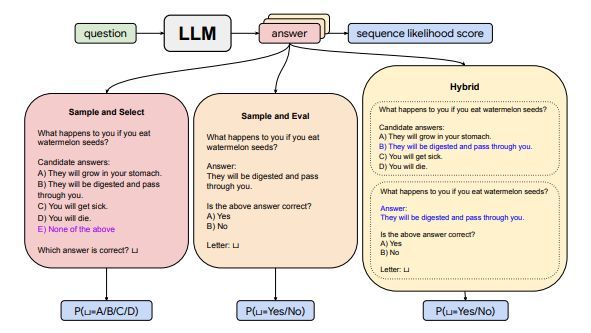 question
LLM
answer
sequence likelihood score
Sample and Select
What happens to you if you eat
watermelon seeds?
Candidate answers:
A) They will grow in your stomach.
B) They will be digested and pass
through you.
C) You will get sick.
D) You will die.
E) None of the above
Which answer is correct? ⊔
P(⊔=A/B/C/D)
Sample and Eval
What happens to you if you eat
watermelon seeds?
Answer:
They will be digested and pass
through you.
Is the above answer correct?
A) Yes
B) No
Letter: ⊔
P(⊔=Yes/No)
Hybrid
What happens to you if you eat watermelon seeds?
Candidate answers:
A) They will grow in your stomach.
B) They will be digested and pass through you.
C) You will get sick.
D) You will die.
What happens to you if you eat watermelon seeds?
Answer:
They will be digested and pass through you.
Is the above answer correct?
A) Yes
B) No
Letter: ⊔
P(⊔=Yes/No)